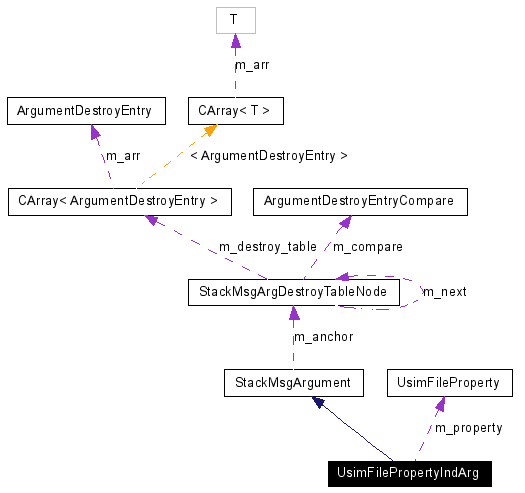 T
m_arr
ArgumentDestroyEntry
CArray< T >
m_arr
< ArgumentDestroyEntry >
CArray< ArgumentDestroyEntry >
ArgumentDestroyEntryCompare
m_destroy_table
m_compare
StackMsgArgDestroyTableNode
m_next
m_anchor
StackMsgArgument
UsimFileProperty
m_property
UsimFilePropertyIndArg